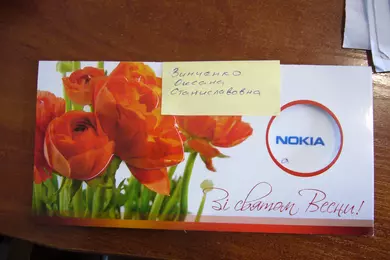 Зинченко
Оксана
Станиславовна
NOKIA
Зі святом Весни!